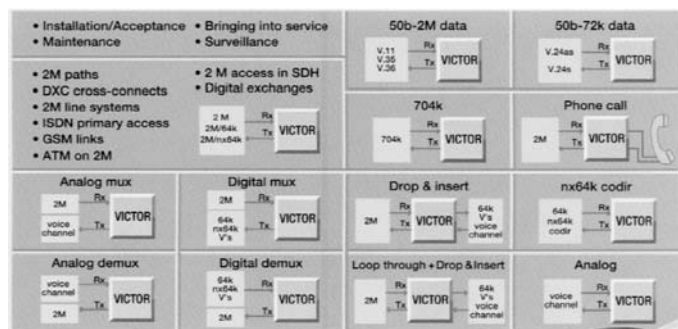 • Installation/Acceptance
• Maintenance
• Bringing into service
• Surveillance
• 2M paths
• DXC cross-connects
• 2M line systems
• ISDN primary access
• GSM links
• ATM on 2M
• 2 M access in SDH
• Digital exchanges
2 M
2M/64k
2M/nx64k
Rx
Tx
VICTOR
50b-2M data
V.11
V.35
V.36
Rx
Tx
VICTOR
50b-72k data
V.24as
V.24s
Rx
Tx
VICTOR
704k
704k
Rx
Tx
VICTOR
Phone call
2M
Rx
Tx
VICTOR
Analog mux
2M
voice
channel
Rx
Tx
VICTOR
Digital mux
2M
64k
nx64k
V's
Rx
Tx
VICTOR
Drop & insert
2M
Rx
Tx
VICTOR
64k
V's
voice
channel
nx64k codir
64k
nx64k
codir
Rx
Tx
VICTOR
Analog demux
voice
channel
2M
Rx
Tx
VICTOR
Digital demux
64k
nx64k
V's
2M
Rx
Tx
VICTOR
Loop through + Drop & Insert
2M
Rx
Tx
VICTOR
64k
V's
voice
channel
Analog
voice
channel
Rx
Tx
VICTOR